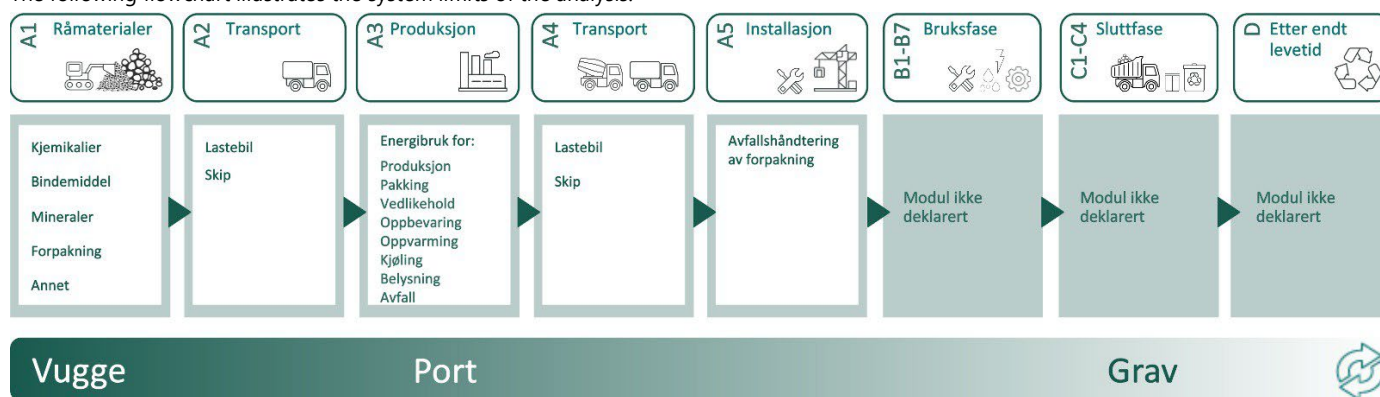 The following flowchart illustrates the system limits of the analysis:
A1 Råmaterialer
A2 Transport
A3 Produksjon
A4 Transport
A5 Installasjon
B1-B7 Bruksfase
C1-C4 Sluttfase
D Etter endt
levetid
Kjemikalier
Bindemiddel
Mineraler
Forpakning
Annet
Lastebil
Skip
Energibruk for:
Produksjon
Pakking
Vedlikehold
Oppbevaring
Oppvarming
Kjøling
Belysning
Avfall
Lastebil
Skip
Avfallshåndtering
av forpakning
Modul ikke
deklarert
Modul ikke
deklarert
Modul ikke
deklarert
Vugge
Port
Grav